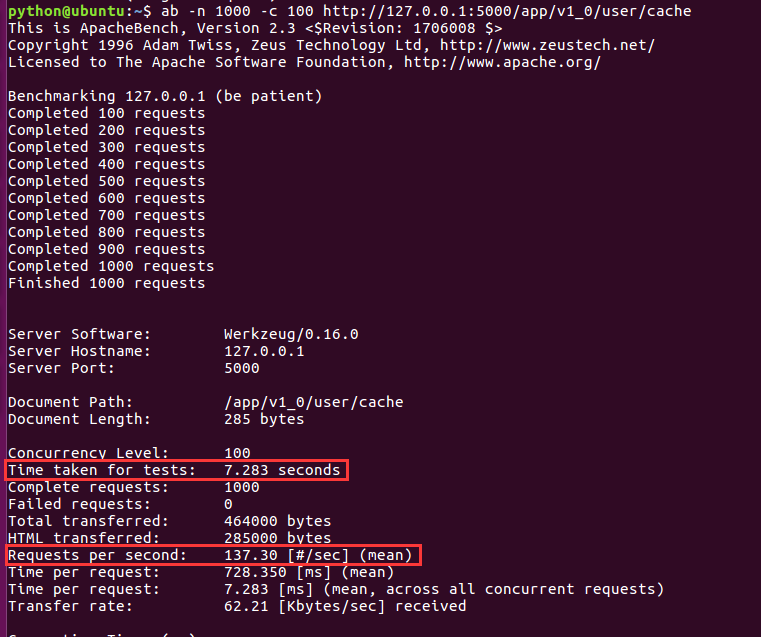 python@ubuntu:~$ ab -n 1000 -c 100 http://127.0.0.1:5000/app/v1_0/user/cache
This is ApacheBench, Version 2.3 <$Revision: 1706008 $>
Copyright 1996 Adam Twiss, Zeus Technology Ltd, http://www.zeustech.net/
Licensed to The Apache Software Foundation, http://www.apache.org/
Benchmarking 127.0.0.1 (be patient)
Completed 100 requests
Completed 200 requests
Completed 300 requests
Completed 400 requests
Completed 500 requests
Completed 600 requests
Completed 700 requests
Completed 800 requests
Completed 900 requests
Completed 1000 requests
Finished 1000 requests
Server Software: Werkzeug/0.16.0
Server Hostname: 127.0.0.1
Server Port: 5000
Document Path: /app/v1_0/user/cache
Document Length: 285 bytes
Concurrency Level: 100
Time taken for tests: 7.283 seconds
Complete requests: 1000
Failed requests: 0
Total transferred: 464000 bytes
HTML transferred: 285000 bytes
Requests per second: 137.30 [#/sec] (mean)
Time per request: 728.350 [ms] (mean)
Time per request: 7.283 [ms] (mean, across all concurrent requests)
Transfer rate: 62.21 [Kbytes/sec] received